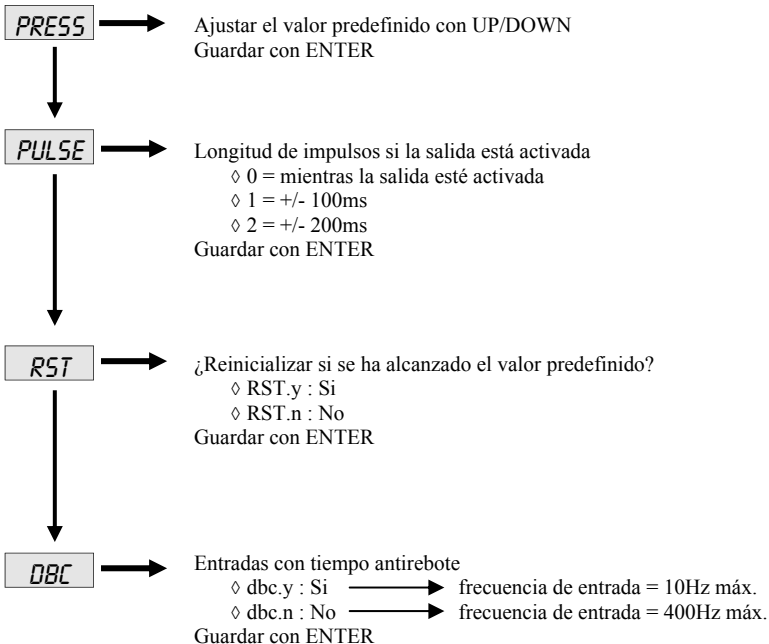 PRESS Ajustar el valor predefinido con UP/DOWN
Guardar con ENTER
PULSE Longitud de impulsos si la salida está activada
◊ 0 = mientras la salida esté activada
◊ 1 = +/- 100ms
◊ 2 = +/- 200ms
Guardar con ENTER
RST ¿Reinicializar si se ha alcanzado el valor predefinido?
◊ RST.y : Si
◊ RST.n : No
Guardar con ENTER
DBC Entradas con tiempo antirebote
◊ dbc.y : Si frecuencia de entrada = 10Hz máx.
◊ dbc.n : No frecuencia de entrada = 400Hz máx.
Guardar con ENTER